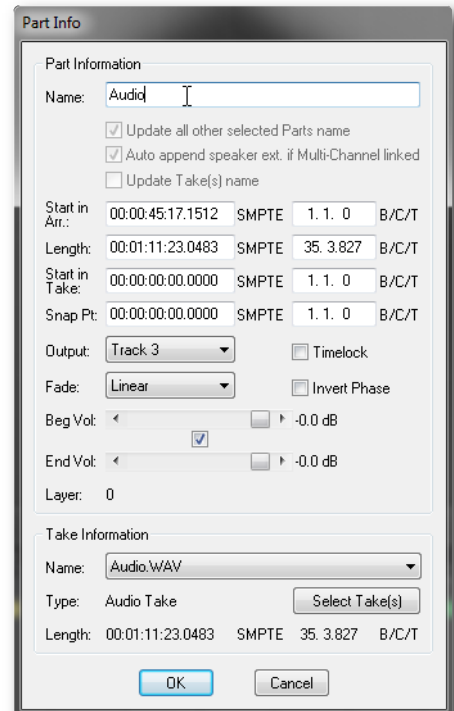 Part Info
Part Information
Name: Audio
Update all other selected Parts name
Auto append speaker ext. if Multi-Channel linked
Update Take(s) name
Start in Arr.: 00:00:45:17.1512 SMPTE 1. 1. 0 B/C/T
Length: 00:01:11:23.0483 SMPTE 35. 3.827 B/C/T
Start in Take: 00:00:00:00.0000 SMPTE 1. 1. 0 B/C/T
Snap Pt: 00:00:00:00.0000 SMPTE 1. 1. 0 B/C/T
Output: Track 3 Timelock
Fade: Linear Invert Phase
Beg Vol: -0.0 dB
End Vol: -0.0 dB
Layer: 0
Take Information
Name: Audio.WAV
Type: Audio Take Select Take(s)
Length: 00:01:11:23.0483 SMPTE 35. 3.827 B/C/T
OK Cancel